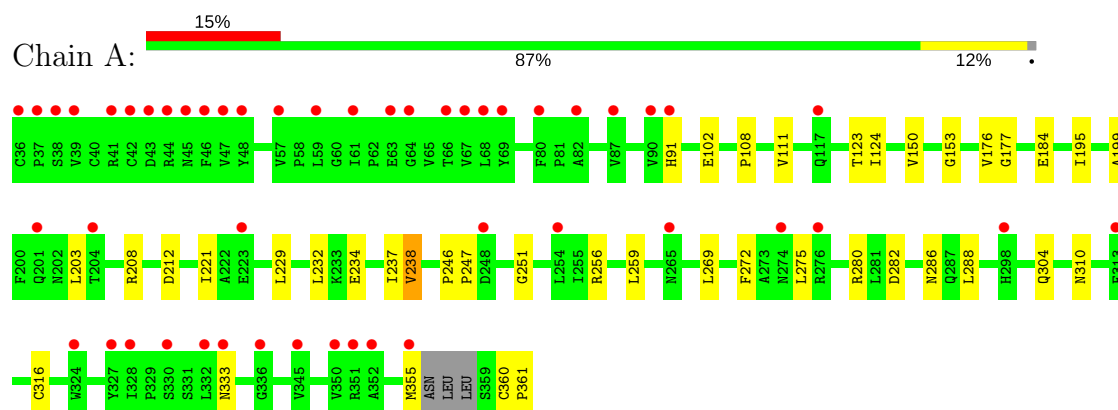 15%
Chain A:
87% 12% •
C36 P37 S38 V39 C40 R41 C42 D43 R44 N45 F46 V47 Y48 V57 P58 L59 G60 I61 P62 E63 G64 V65 T66 V67 L68 Y69 F80 P81 A82 V87 V90 H91 E102 P108 V111 Q117 T123 I124 V150 G153 V176 G177 E184 I195 A199
F200 Q201 N202 L203 T204 R208 D212 I221 A222 E223 L229 L232 K233 E234 I237 V238 P246 P247 D248 G251 L254 I255 R256 L259 N265 L269 F272 A273 N274 L275 R276 R280 L281 D282 N286 Q287 L288 H298 Q304 N310
C316 W324 Y327 I328 P329 S330 S331 L332 N333 G336 V345 V350 R351 A352 M355 ASN LEU LEU S359 C360 P361